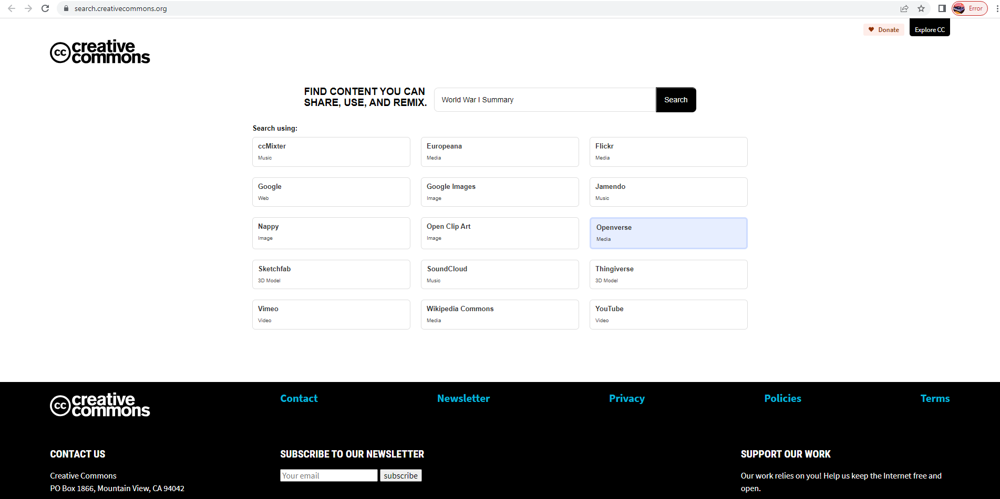 search.creativecommons.org
Error
Donate
Explore CC
cc creative
commons
FIND CONTENT YOU CAN
SHARE, USE, AND REMIX.
World War I Summary
Search
Search using:
ccMixter
Music
Europeana
Media
Flickr
Media
Google
Web
Google Images
Image
Jamendo
Music
Nappy
Image
Open Clip Art
Image
Openverse
Media
Sketchfab
3D Model
SoundCloud
Music
Thingiverse
3D Model
Vimeo
Video
Wikipedia Commons
Media
YouTube
Video
cc creative
commons
Contact
Newsletter
Privacy
Policies
Terms
CONTACT US
Creative Commons
PO Box 1866, Mountain View, CA 94042
SUBSCRIBE TO OUR NEWSLETTER
Your email
subscribe
SUPPORT OUR WORK
Our work relies on you! Help us keep the Internet free and
open.